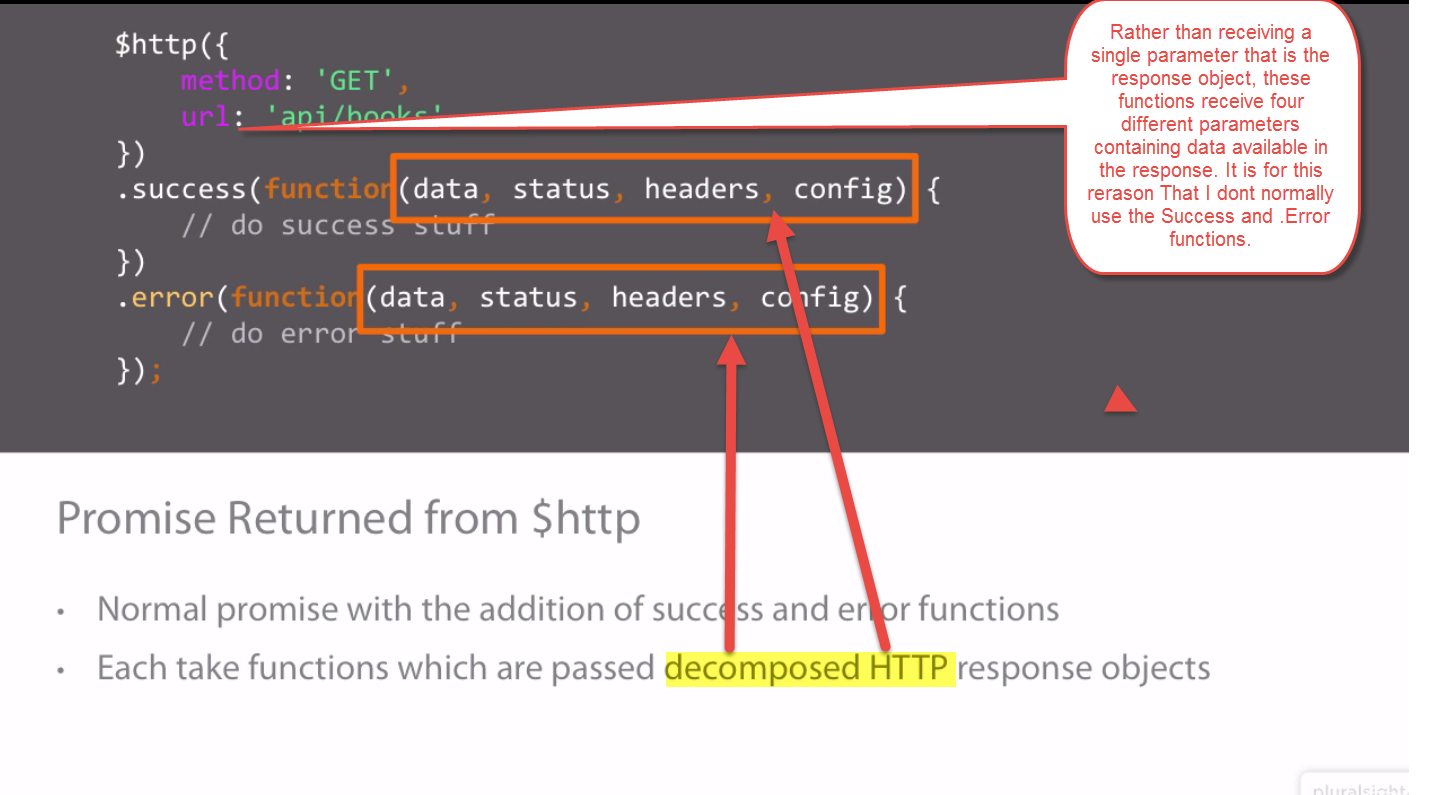 $http({
method: 'GET',
url: 'api/books'
})
.success(function(data, status, headers, config) {
// do success stuff
})
.error(function(data, status, headers, config) {
// do error stuff
});
Rather than receiving a
single parameter that is the
response object, these
functions receive four
different parameters
containing data available in
the response. It is for this
rerason That I dont normally
use the Success and .Error
functions.
Promise Returned from $http
• Normal promise with the addition of success and error functions
• Each take functions which are passed decomposed HTTP response objects
pluralsight